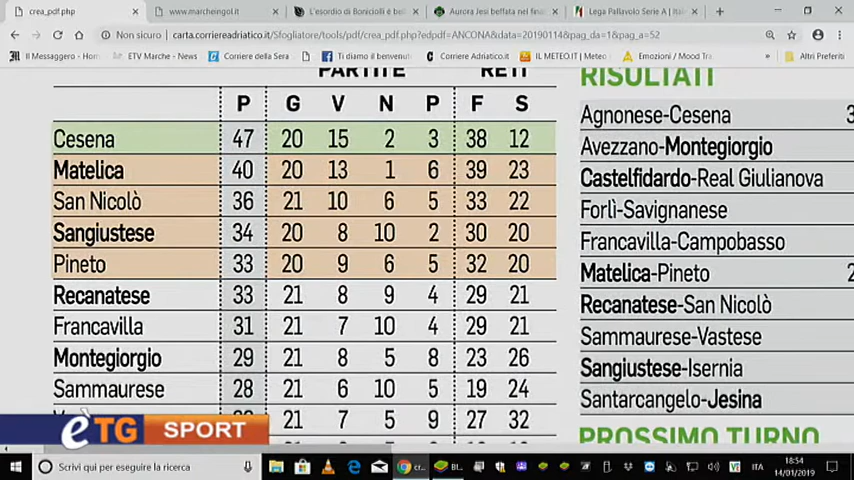 crea_pdf.php
www.marcheingol.it
L'esordio di Boniciolli è bel
Aurora Jesi beffata nei finale
Lega Pallavolo Serie A | Ital
Non sicuro | carta.corriereadriatico.it/Sfogliatore/tools/pdf/crea_pdf.php?edpdf=ANCONA&data=20190114&pag_da=1&pag_a=52
Il Messaggero - Home
ETV Marche - News
Corriere della Sera
Ti diamo il benvenuto
Corriere Adriatico.it
IL METEO.IT | Meteo
Emozioni / Mood Tra
Altri Preferiti
PARTITE RETI
P G V N P F S
Cesena 47 20 15 2 3 38 12
Matelica 40 20 13 1 6 39 23
San Nicolò 36 21 10 6 5 33 22
Sangiustese 34 20 8 10 2 30 20
Pineto 33 20 9 6 5 32 20
Recanatese 33 21 8 9 4 29 21
Francavilla 31 21 7 10 4 29 21
Montegiorgio 29 21 8 5 8 23 26
Sammaurese 28 21 6 10 5 19 24
21 7 5 9 27 32
RISULTATI
Agnonese-Cesena 3
Avezzano-Montegiorgio
Castelfidardo-Real Giulianova
Forlì-Savignanese
Francavilla-Campobasso
Matelica-Pineto 2
Recanatese-San Nicolò
Sammaurese-Vastese
Sangiustese-Isernia
Santarcangelo-Jesina
PROSSIMO TURNO
è TG SPORT
Scrivi qui per eseguire la ricerca
ITA
18:54
14/01/2019